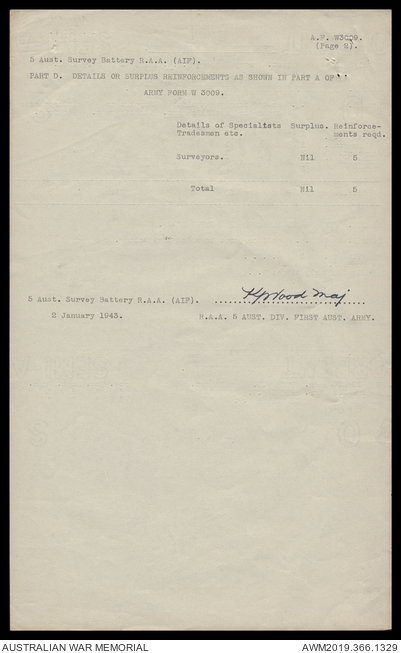 A.F. W3009.
(Page 2).
5 Aust. Survey Battery R.A.A. (AIF).
PART D. DETAILS OR SURPLUS REINFORCEMENTS AS SHOWN IN PART A OF
ARMY FORM W 3009.
Details of Specialists Surplus. Reinforce-
Tradesmen etc. ments reqd.
Surveyors. Nil 5
Total Nil 5
5 Aust. Survey Battery R.A.A. (AIF). Wood Maj
2 January 1943. R.A.A. 5 AUST. DIV. FIRST AUST. ARMY.
AUSTRALIAN WAR MEMORIAL AWM2019.366.1329